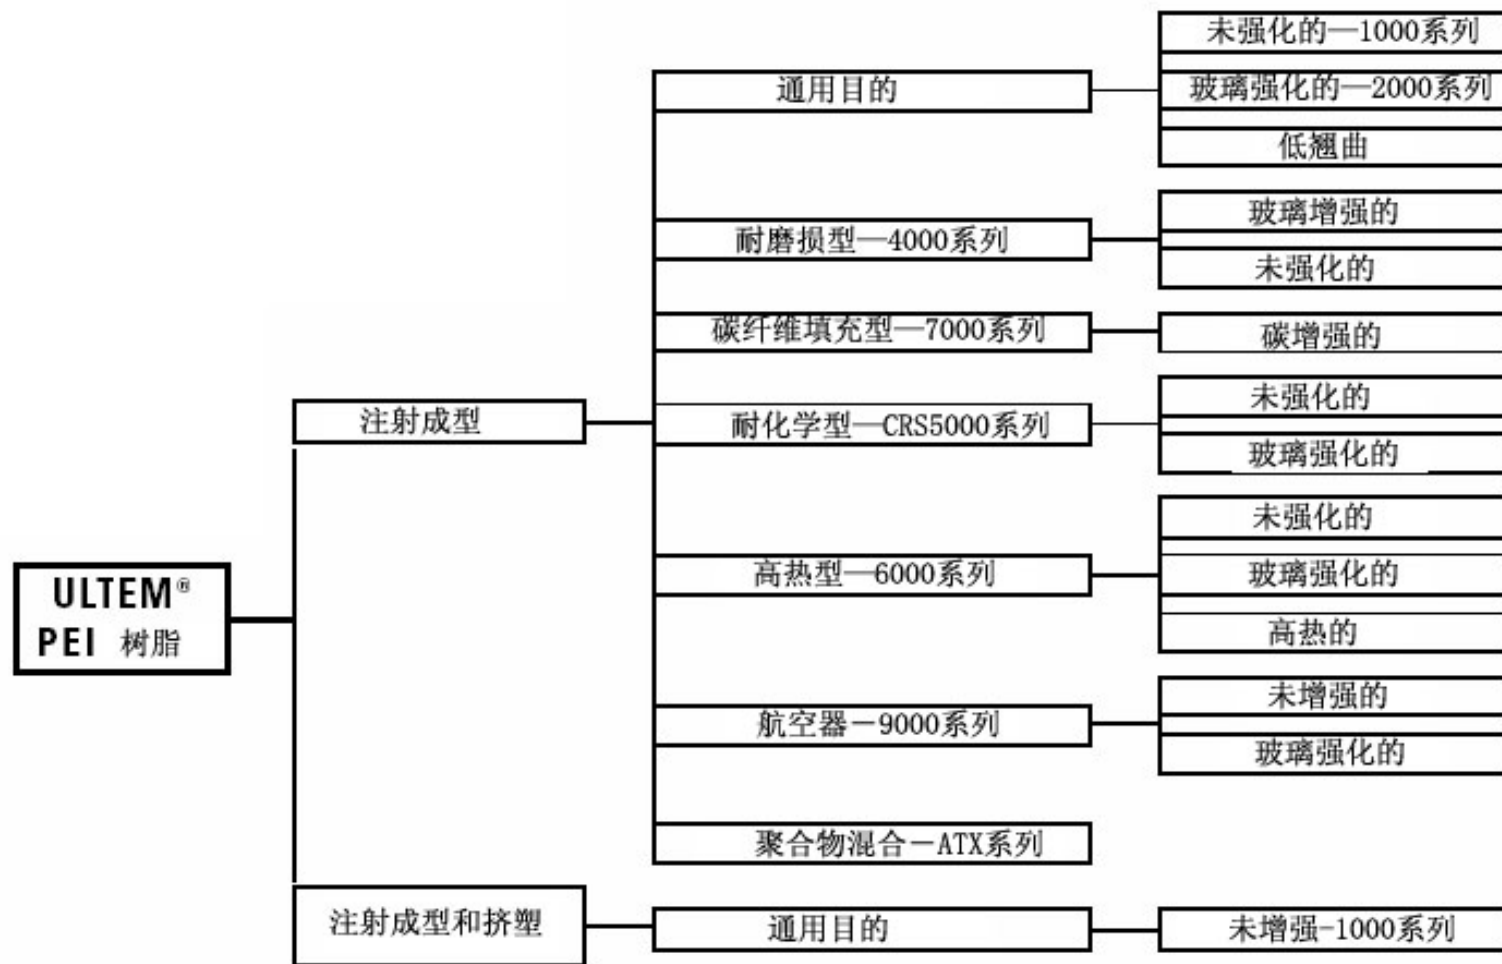 ULTEM®
PEI 树脂
注射成型
通用目的
未强化的—1000系列
玻璃强化的—2000系列
低翘曲
耐磨损型—4000系列
玻璃增强的
未强化的
碳纤维填充型—7000系列
碳增强的
耐化学型—CRS5000系列
未强化的
玻璃强化的
高热型—6000系列
未强化的
玻璃强化的
高热的
航空器－9000系列
未增强的
玻璃强化的
聚合物混合－ATX系列
注射成型和挤塑
通用目的
未增强-1000系列